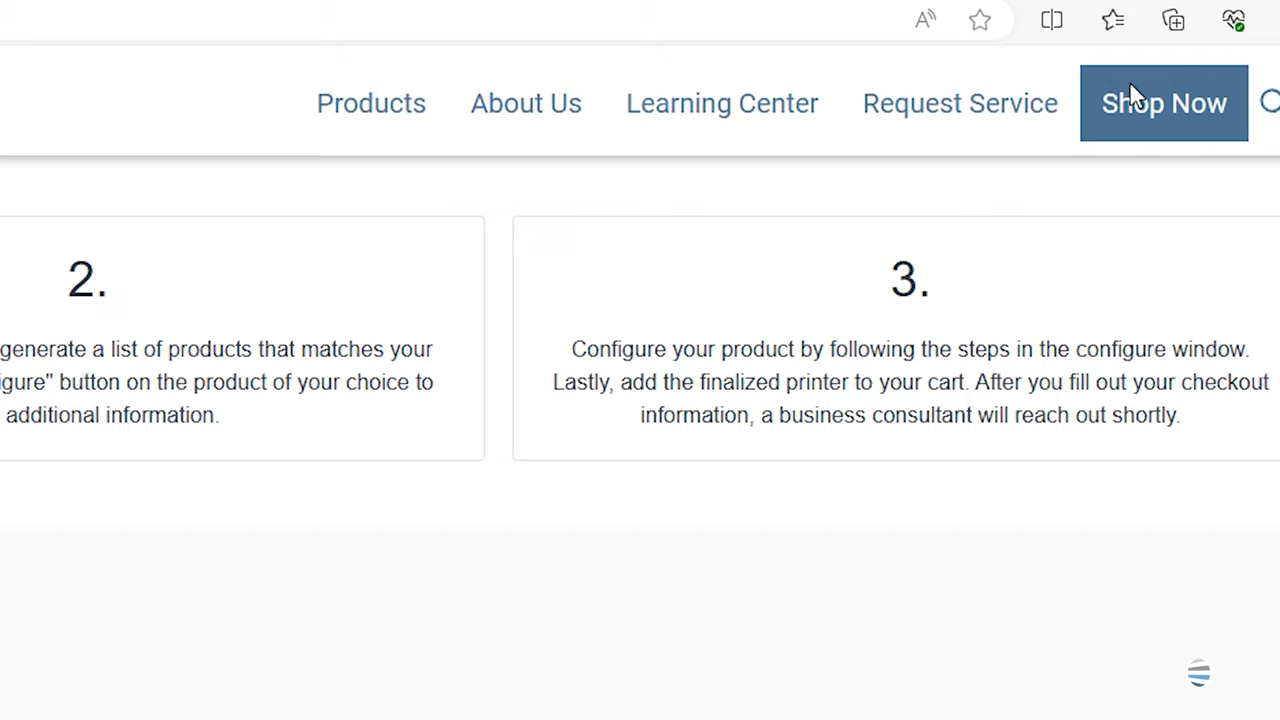 Products
About Us
Learning Center
Request Service
Shop Now
2.
generate a list of products that matches your
igure" button on the product of your choice to
additional information.
3.
Configure your product by following the steps in the configure window.
Lastly, add the finalized printer to your cart. After you fill out your checkout
information, a business consultant will reach out shortly.